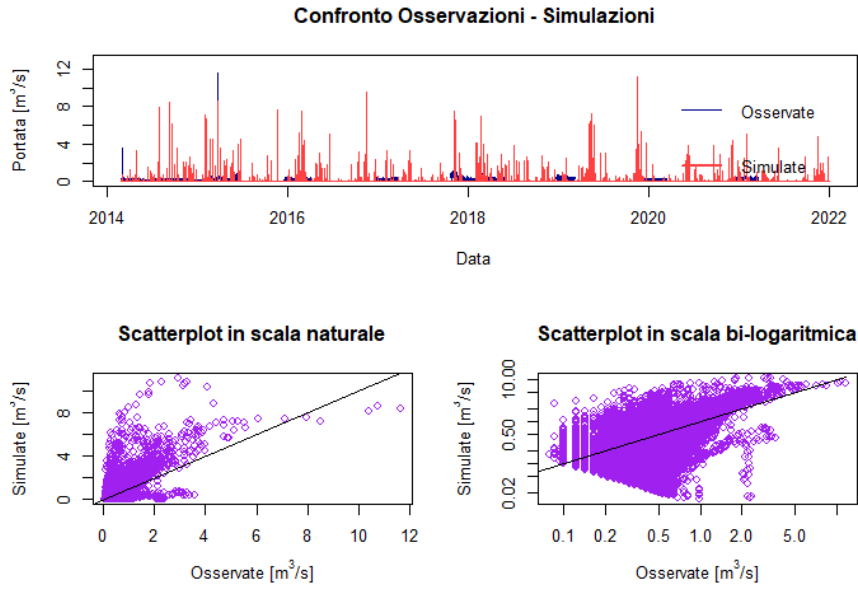 Confronto Osservazioni - Simulazioni
Portata [m³/s]
12
8
4
0
Osservate
Simulate
2014 2016 2018 2020 2022
Data
Scatterplot in scala naturale
Simulate [m³/s]
8
4
0
0 2 4 6 8 10 12
Osservate [m³/s]
Scatterplot in scala bi-logaritmica
Simulate [m³/s]
10.00
0.50
0.02
0.1 0.2 0.5 1.0 2.0 5.0
Osservate [m³/s]